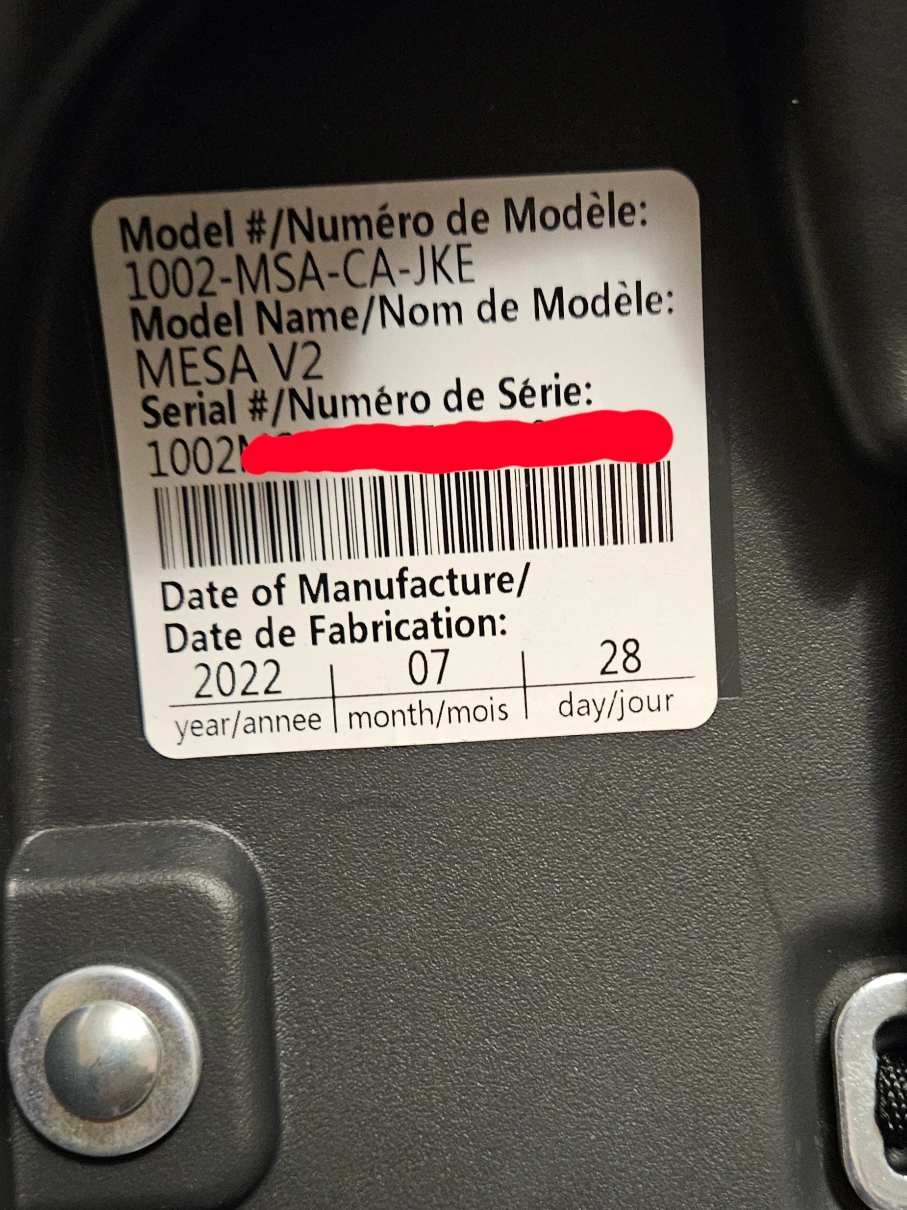 Model #/Numéro de Modèle:
1002-MSA-CA-JKE
Model Name/Nom de Modèle:
MESA V2
Serial #/Numéro de Série:
1002
Date of Manufacture/
Date de Fabrication:
2022 07 28
year/annee month/mois day/jour